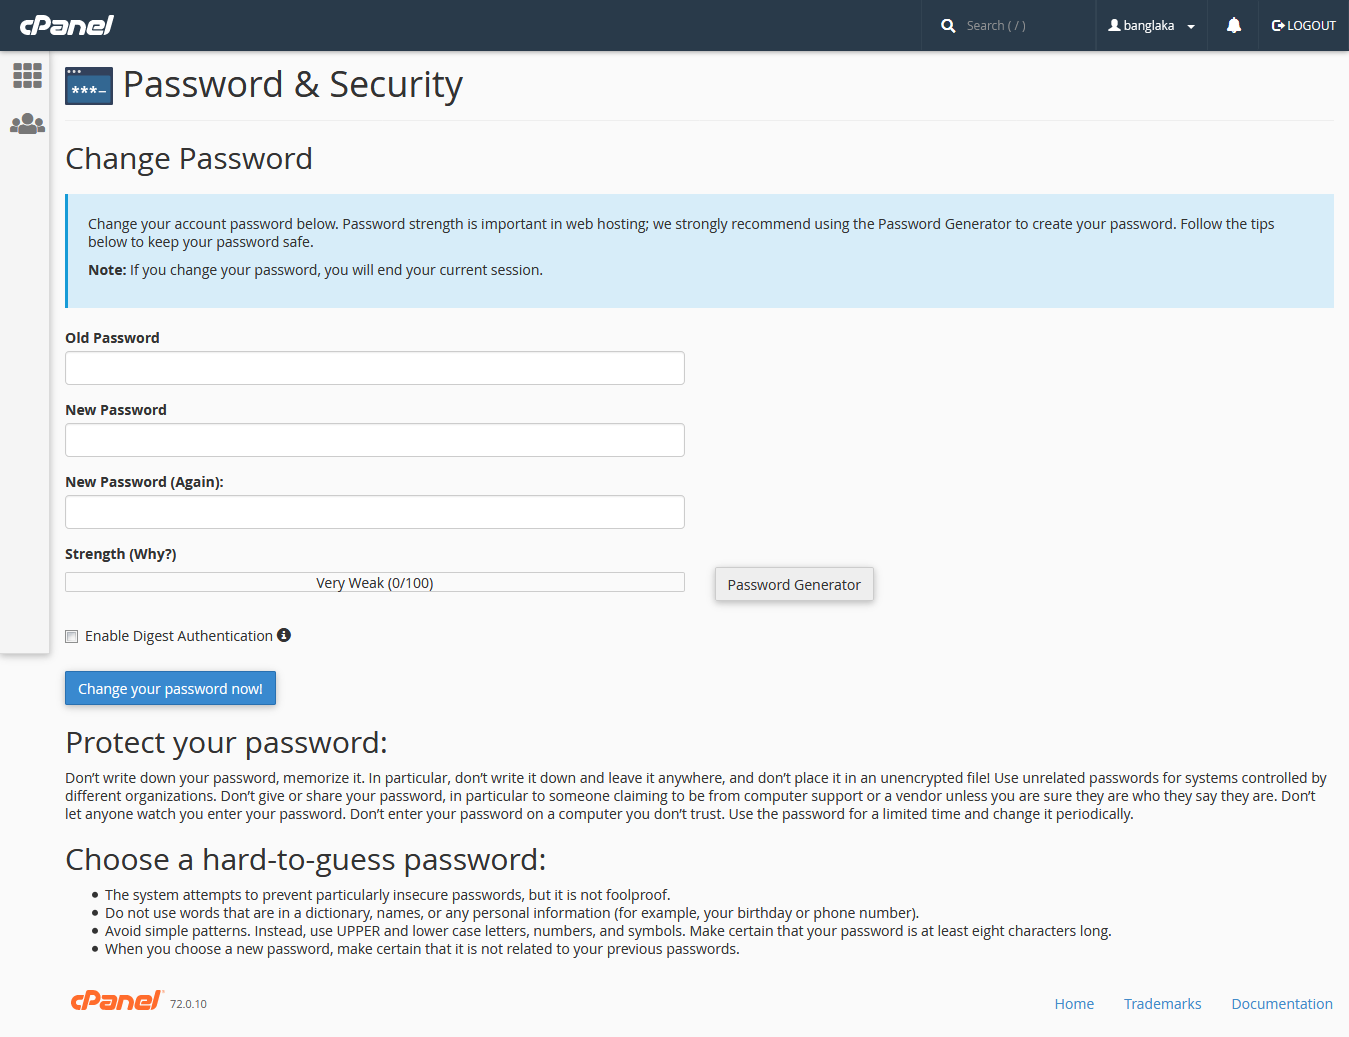 cPanel
Search ( / )
banglaka
LOGOUT
***–
Password & Security
Change Password
Change your account password below. Password strength is important in web hosting; we strongly recommend using the Password Generator to create your password. Follow the tips
below to keep your password safe.
Note: If you change your password, you will end your current session.
Old Password
New Password
New Password (Again):
Strength (Why?)
Very Weak (0/100)
Password Generator
Enable Digest Authentication
Change your password now!
Protect your password:
Don’t write down your password, memorize it. In particular, don’t write it down and leave it anywhere, and don’t place it in an unencrypted file! Use unrelated passwords for systems controlled by
different organizations. Don’t give or share your password, in particular to someone claiming to be from computer support or a vendor unless you are sure they are who they say they are. Don’t
let anyone watch you enter your password. Don’t enter your password on a computer you don’t trust. Use the password for a limited time and change it periodically.
Choose a hard-to-guess password:
• The system attempts to prevent particularly insecure passwords, but it is not foolproof.
• Do not use words that are in a dictionary, names, or any personal information (for example, your birthday or phone number).
• Avoid simple patterns. Instead, use UPPER and lower case letters, numbers, and symbols. Make certain that your password is at least eight characters long.
• When you choose a new password, make certain that it is not related to your previous passwords.
cPanel 72.0.10
Home Trademarks Documentation